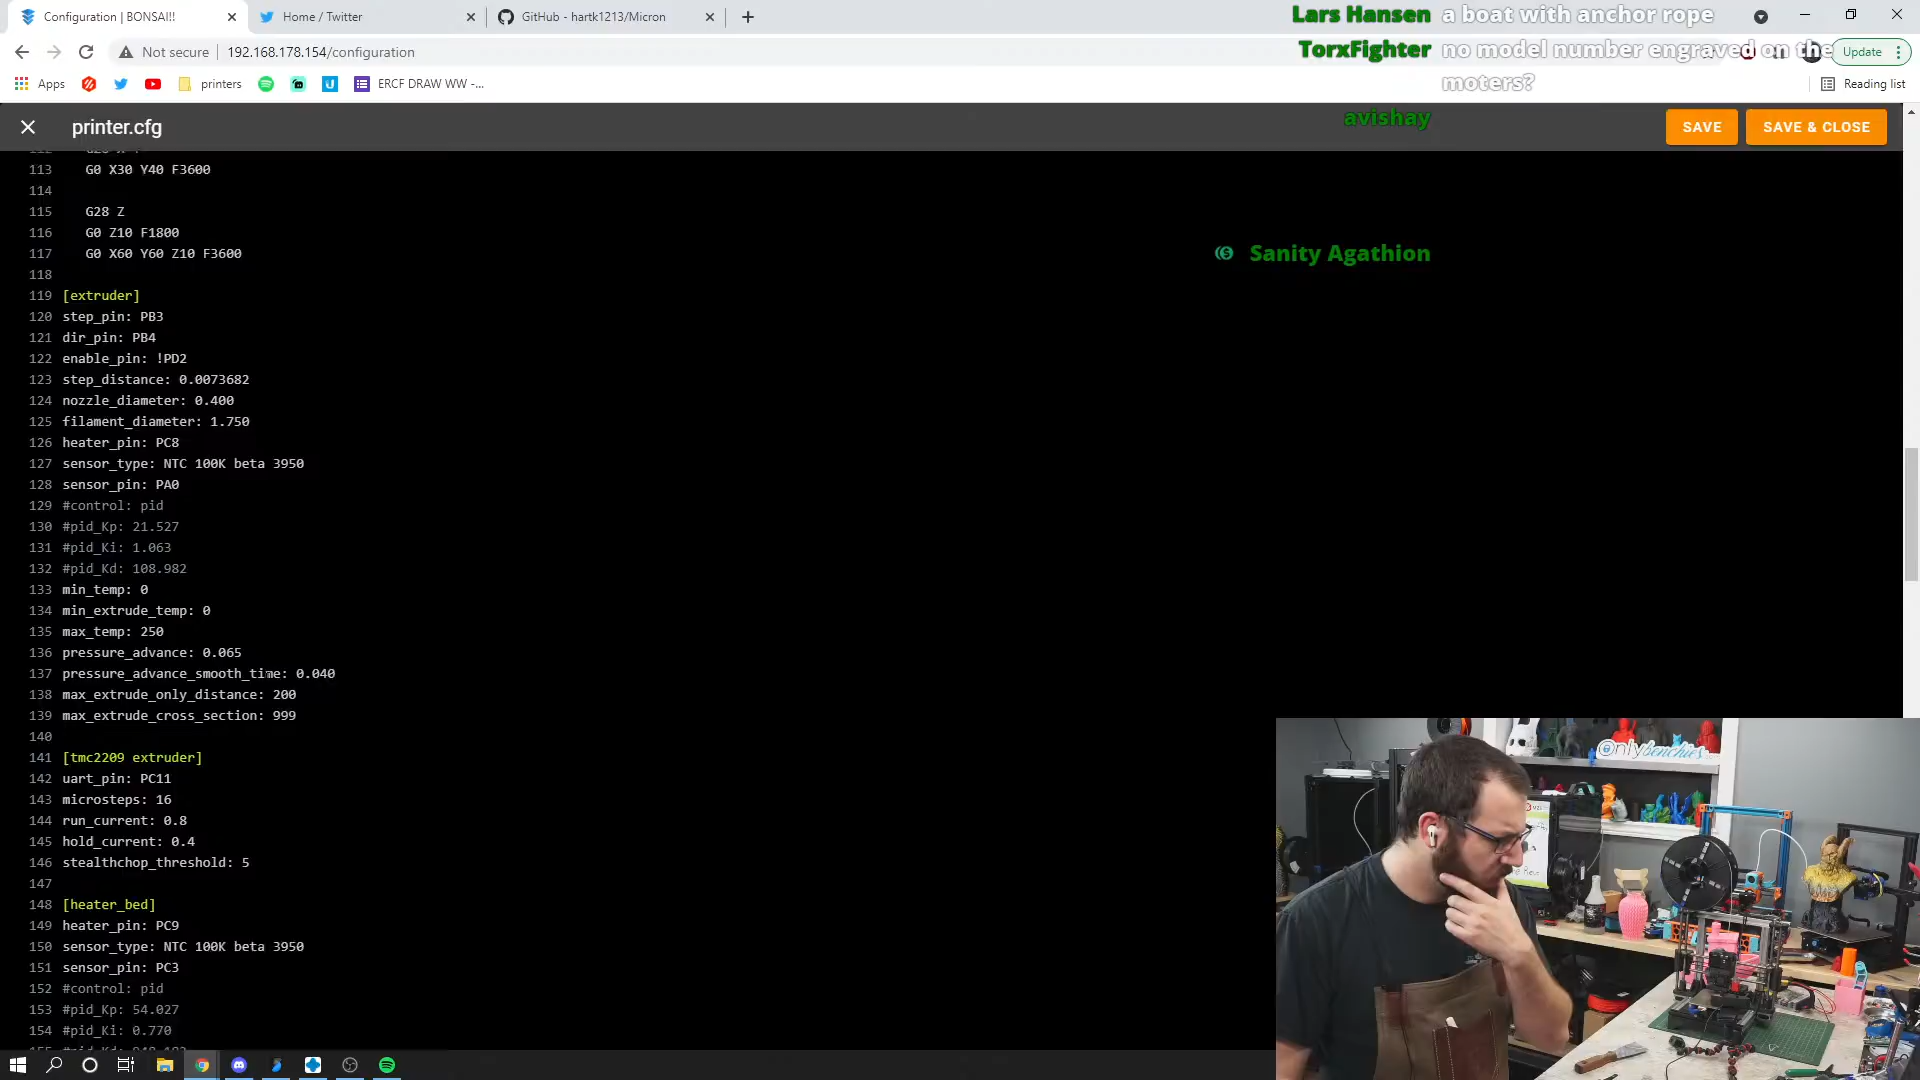 Configuration | BONSAI!!
Home / Twitter
GitHub - hartk1213/Micron
Lars Hansen a boat with anchor rope
Not secure
192.168.178.154/configuration
TorxFighter no model number engraved on the
moters?
Update
Apps
printers
ERCF DRAW WW -...
Reading list
avishay
printer.cfg
SAVE
SAVE & CLOSE
113 G0 X30 Y40 F3600
114
115 G28 Z
116 G0 Z10 F1800
117 G0 X60 Y60 Z10 F3600
Sanity Agathion
118
119 [extruder]
120 step_pin: PB3
121 dir_pin: PB4
122 enable_pin: !PD2
123 step_distance: 0.0073682
124 nozzle_diameter: 0.400
125 filament_diameter: 1.750
126 heater_pin: PC8
127 sensor_type: NTC 100K beta 3950
128 sensor_pin: PA0
129 #control: pid
130 #pid_Kp: 21.527
131 #pid_Ki: 1.063
132 #pid_Kd: 108.982
133 min_temp: 0
134 min_extrude_temp: 0
135 max_temp: 250
136 pressure_advance: 0.065
137 pressure_advance_smooth_time: 0.040
138 max_extrude_only_distance: 200
139 max_extrude_cross_section: 999
140
141 [tmc2209 extruder]
142 uart_pin: PC11
143 microsteps: 16
144 run_current: 0.8
145 hold_current: 0.4
146 stealthchop_threshold: 5
147
148 [heater_bed]
149 heater_pin: PC9
150 sensor_type: NTC 100K beta 3950
151 sensor_pin: PC3
152 #control: pid
153 #pid_Kp: 54.027
154 #pid_Ki: 0.770
@nlybenchies